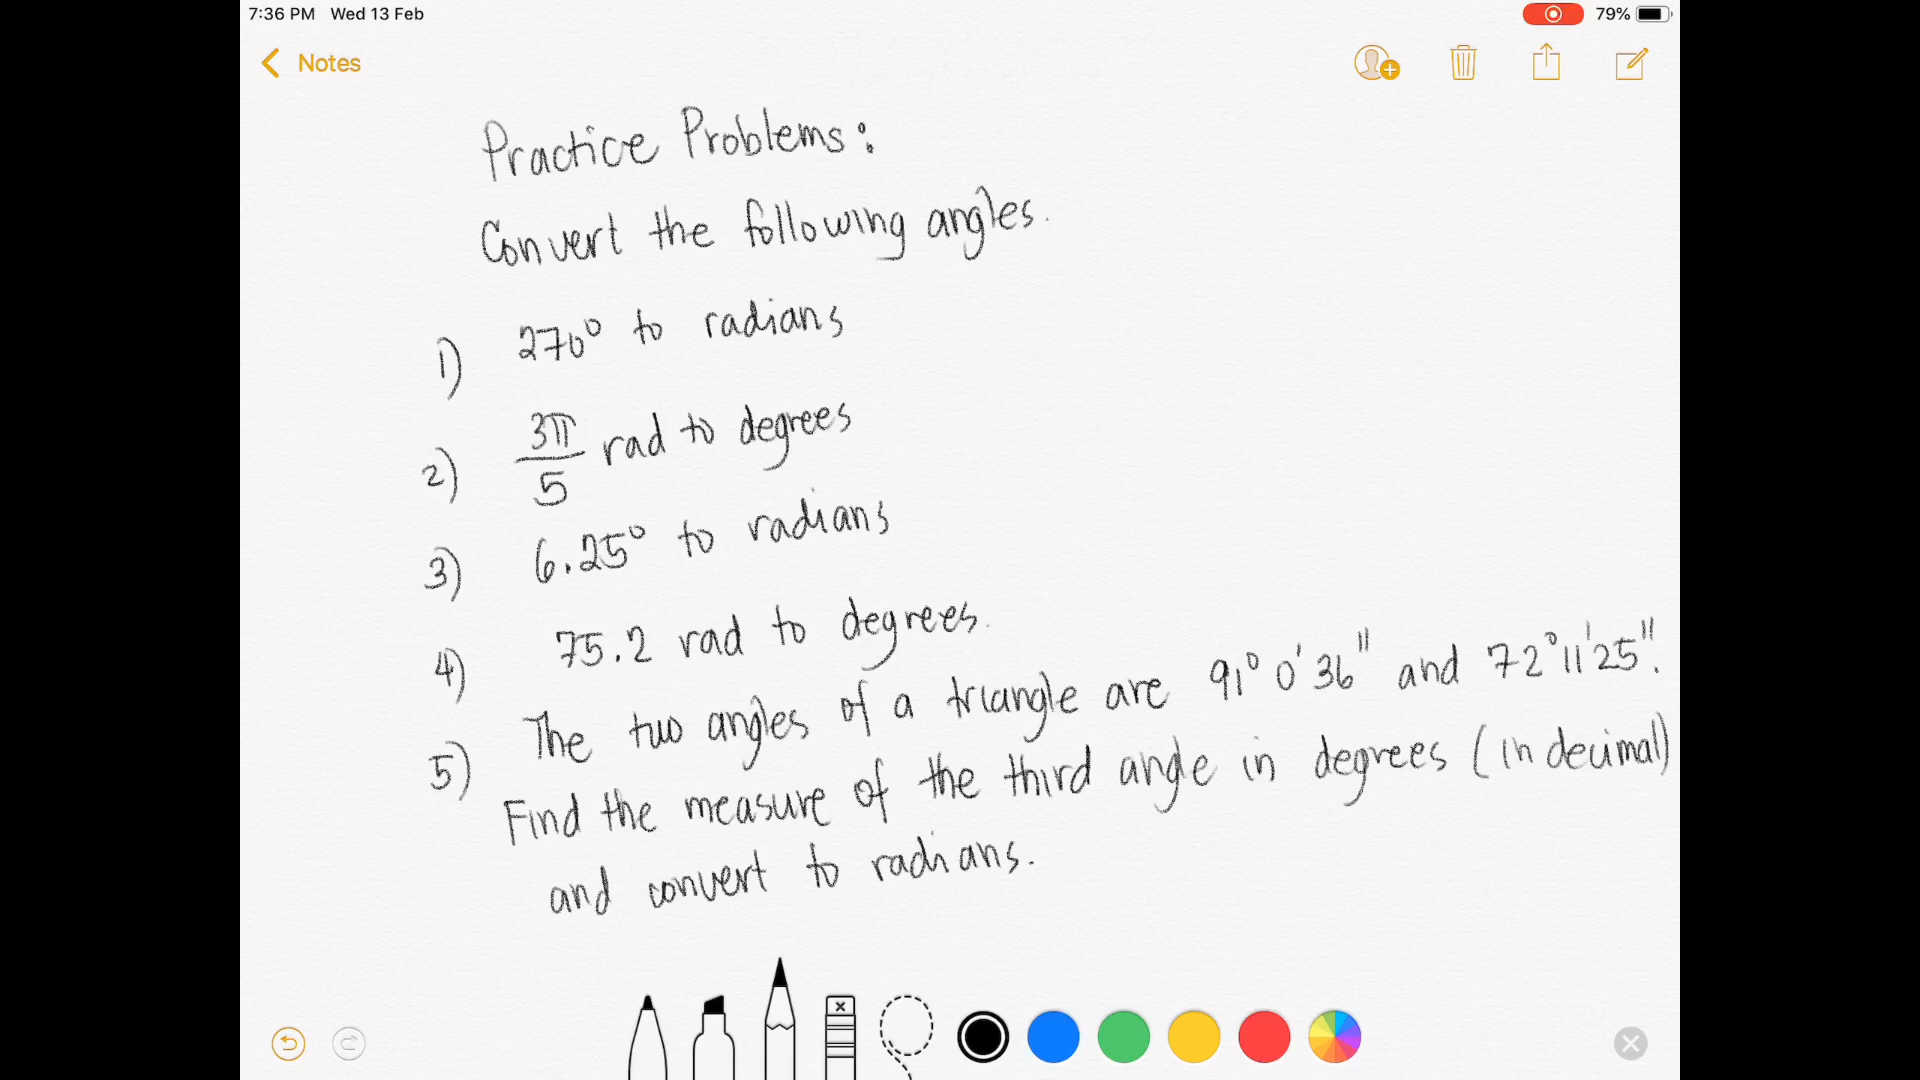 7:36 PM Wed 13 Feb
79%
Notes
Practice Problems:
Convert the following angles.
1) 270° to radians
2) 3π/5 rad to degrees
3) 6.25° to radians
4) 75.2 rad to degrees.
5) The two angles of a triangle are 91° 0' 36" and 72° 11' 25".
Find the measure of the third angle in degrees (in decimal)
and convert to radians.